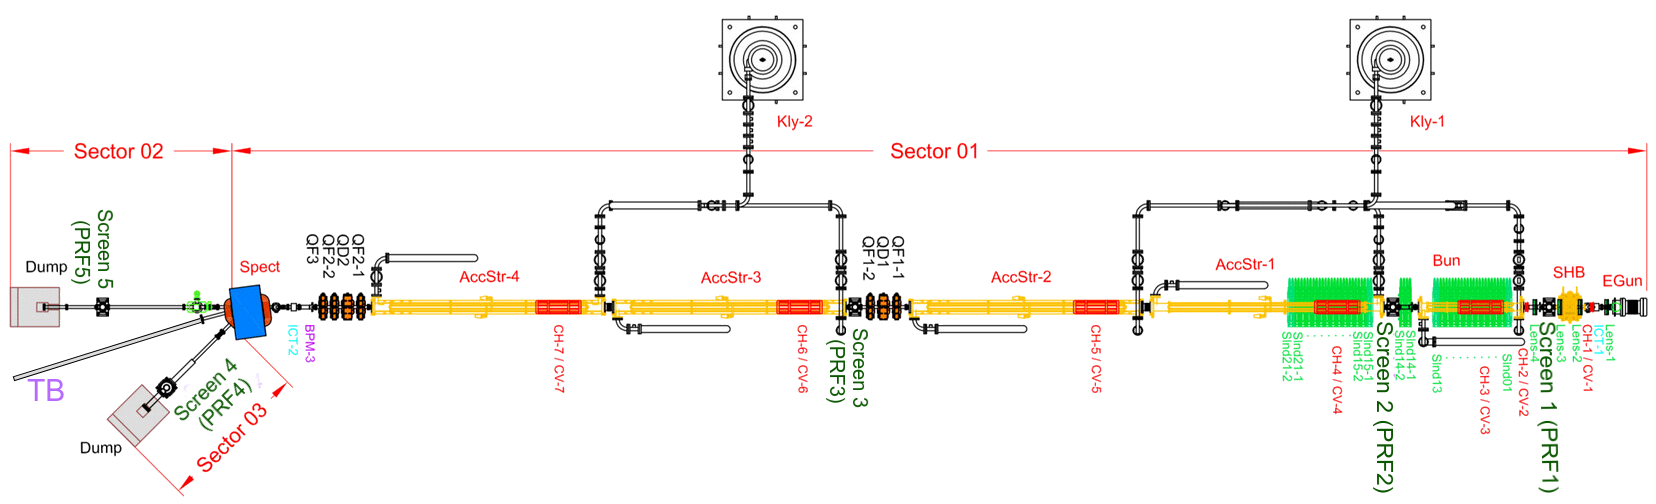 Kly-2
Kly-1
Sector 02
Sector 01
Screen 5
(PRF5)
Dump
Spect
QF3
QF2-2
QD2
QF2-1
AccStr-4
AccStr-3
QF1-2
QD1
QF1-1
AccStr-2
AccStr-1
Bun
SHB
EGun
ICT-2
BPM-3
CH-7 / CV-7
CH-6 / CV-6
Screen 3
(PRF3)
CH-5 / CV-5
SInd21-2
SInd21-1
CH-4 / CV-4
SInd15-2
SInd15-1
Screen 2 (PRF2)
SInd14-2
SInd14-1
SInd13
CH-3 / CV-3
SInd01
CH-2 / CV-2
Lens-4
Screen 1 (PRF1)
Lens-3
Lens-2
CH-1 / CV-1
ICT-1
Lens-1
TB
Screen 4
(PRF4)
Sector 03
Dump